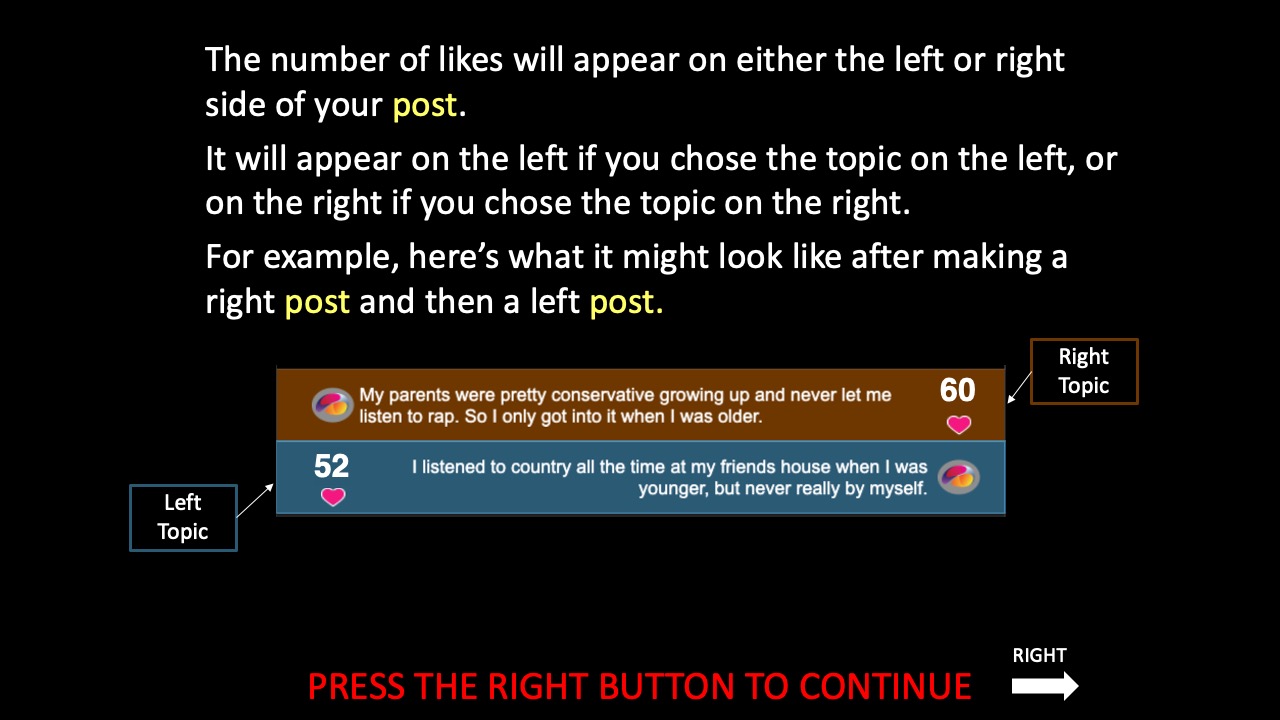 The number of likes will appear on either the left or right
side of your post.
It will appear on the left if you chose the topic on the left, or
on the right if you chose the topic on the right.
For example, here’s what it might look like after making a
right post and then a left post.
Right
Topic
My parents were pretty conservative growing up and never let me
listen to rap. So I only got into it when I was older.
60
52
I listened to country all the time at my friends house when I was
younger, but never really by myself.
Left
Topic
RIGHT
PRESS THE RIGHT BUTTON TO CONTINUE